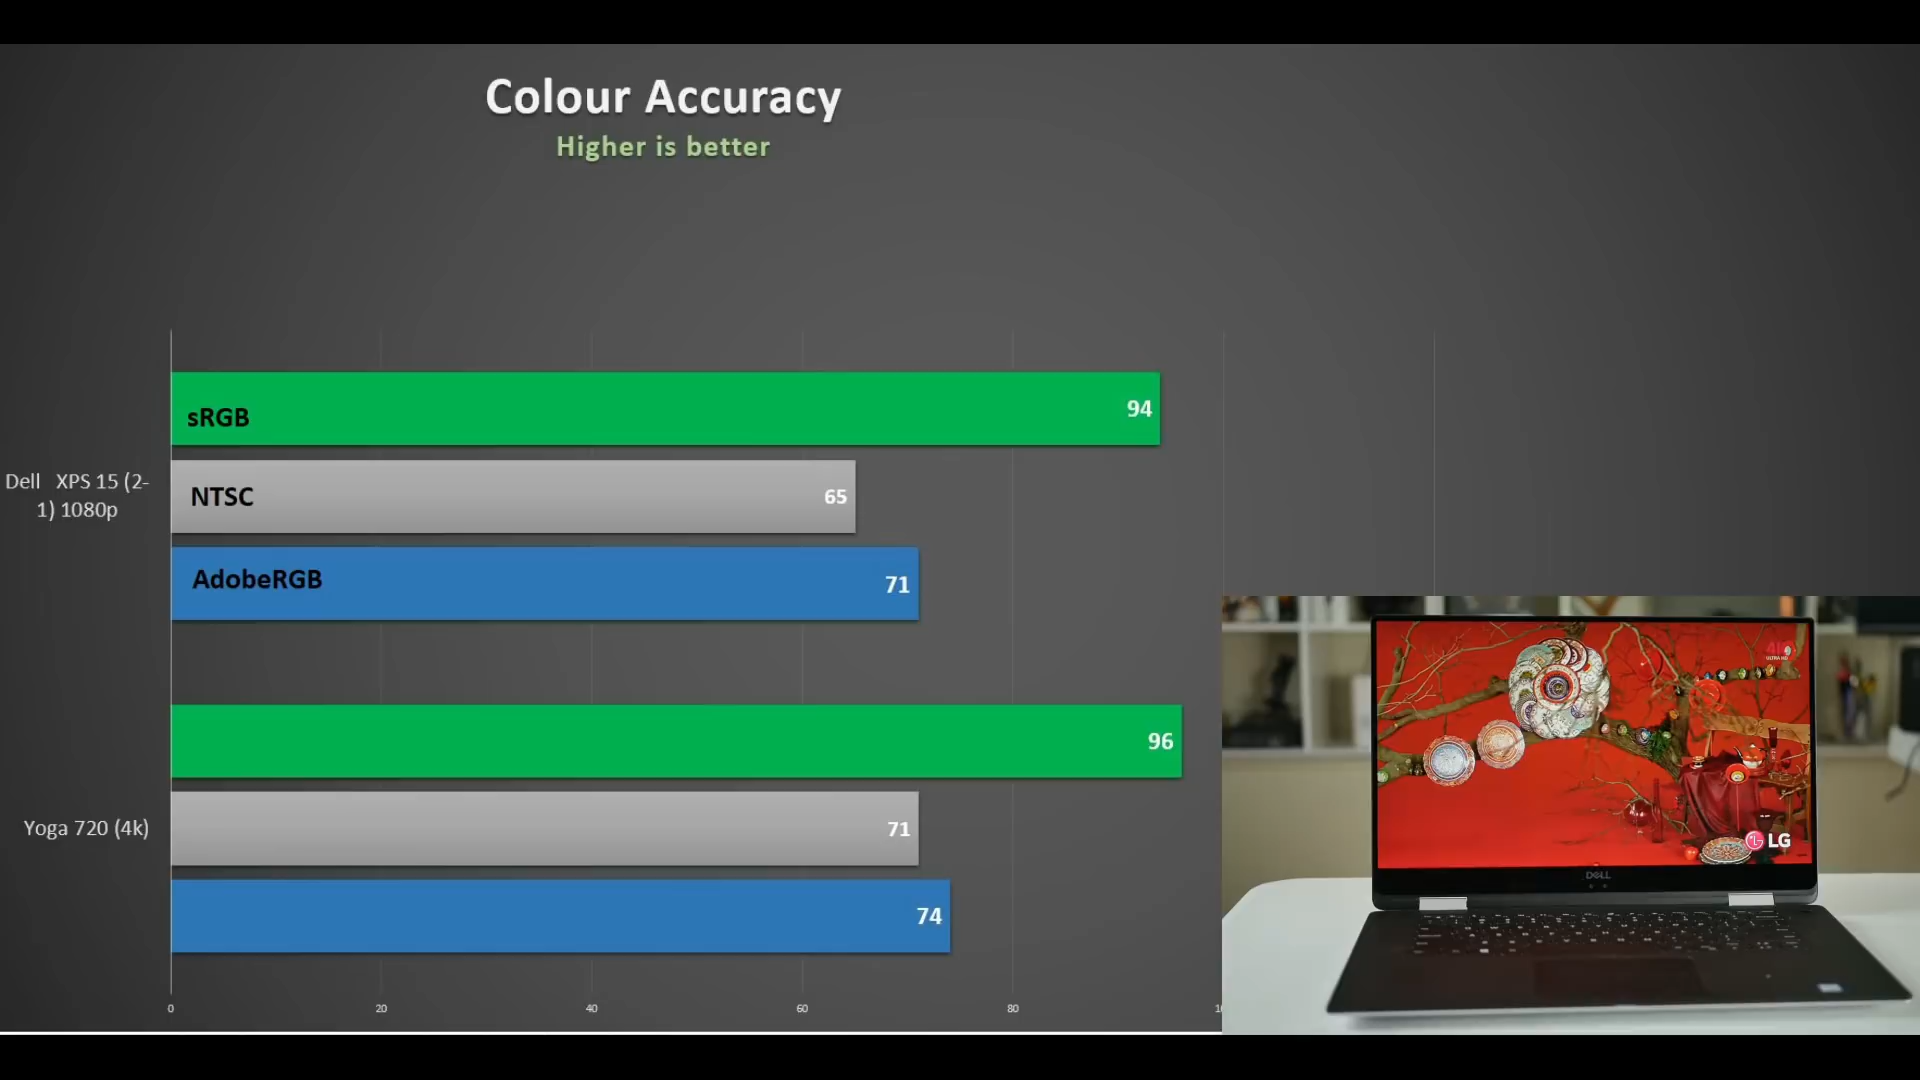 Colour Accuracy
Higher is better
sRGB
94
Dell XPS 15 (2-
1) 1080p
NTSC
65
AdobeRGB
71
96
Yoga 720 (4k)
71
74
0
20
40
60
80
LG
DELL